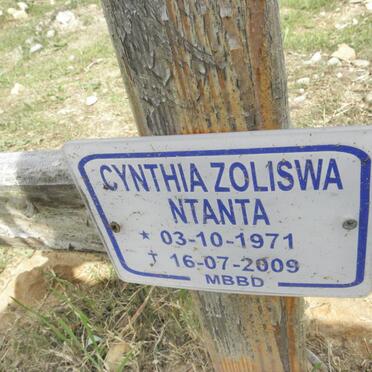 CYNTHIA ZOLISWA
NTANTA
* 03-10-1971
† 16-07-2009
MBBD